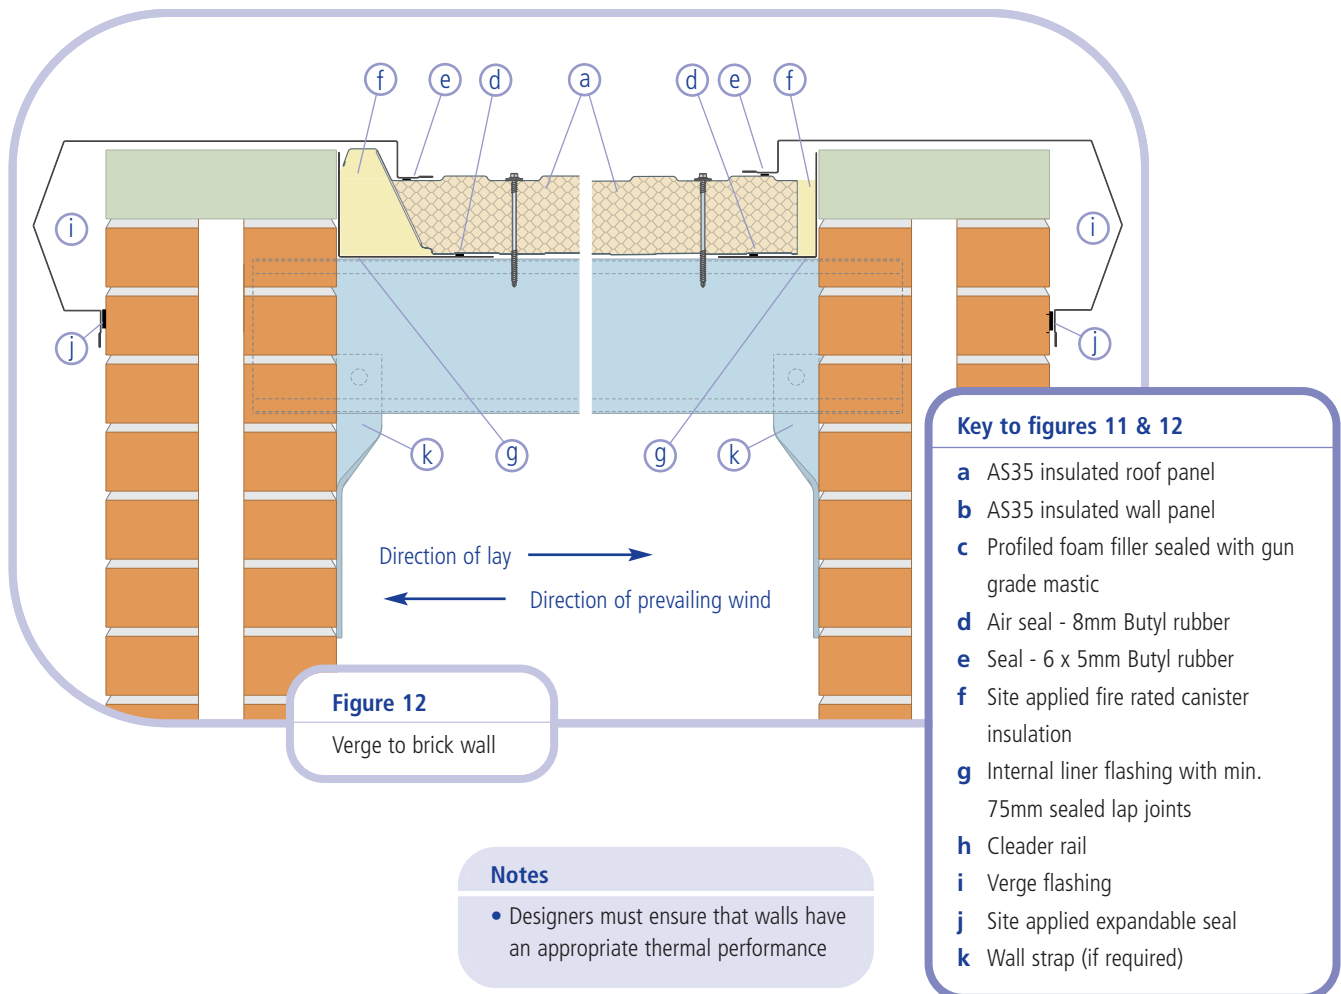 f e d a d e f
i i
j j
k g g k
Direction of lay
Direction of prevailing wind
Figure 12
Verge to brick wall
Notes
• Designers must ensure that walls have
an appropriate thermal performance
Key to figures 11 & 12
a AS35 insulated roof panel
b AS35 insulated wall panel
c Profiled foam filler sealed with gun
grade mastic
d Air seal - 8mm Butyl rubber
e Seal - 6 x 5mm Butyl rubber
f Site applied fire rated canister
insulation
g Internal liner flashing with min.
75mm sealed lap joints
h Cleader rail
i Verge flashing
j Site applied expandable seal
k Wall strap (if required)